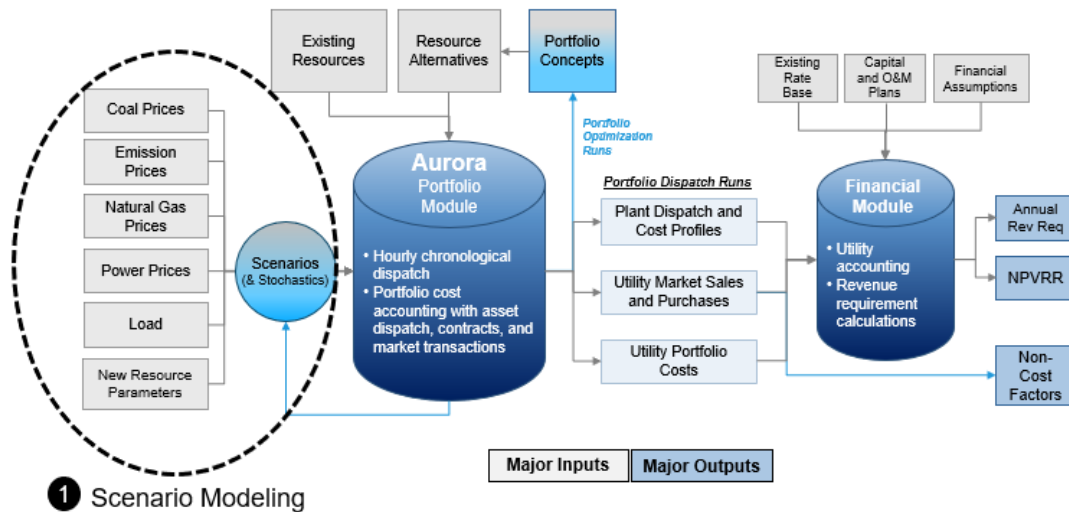 Existing
Resources
Resource
Alternatives
Portfolio
Concepts
Existing
Rate
Base
Capital
and O&M
Plans
Financial
Assumptions
Coal Prices
Emission
Prices
Natural Gas
Prices
Power Prices
Load
New Resource
Parameters
Scenarios
(& Stochastics)
Aurora
Portfolio
Module
• Hourly chronological
dispatch
• Portfolio cost
accounting with asset
dispatch, contracts, and
market transactions
Portfolio
Optimization
Runs
Portfolio Dispatch Runs
Plant Dispatch and
Cost Profiles
Utility Market Sales
and Purchases
Utility Portfolio
Costs
Financial
Module
• Utility
accounting
• Revenue
requirement
calculations
Annual
Rev Req
NPVRR
Non-
Cost
Factors
Major Inputs
Major Outputs
1 Scenario Modeling